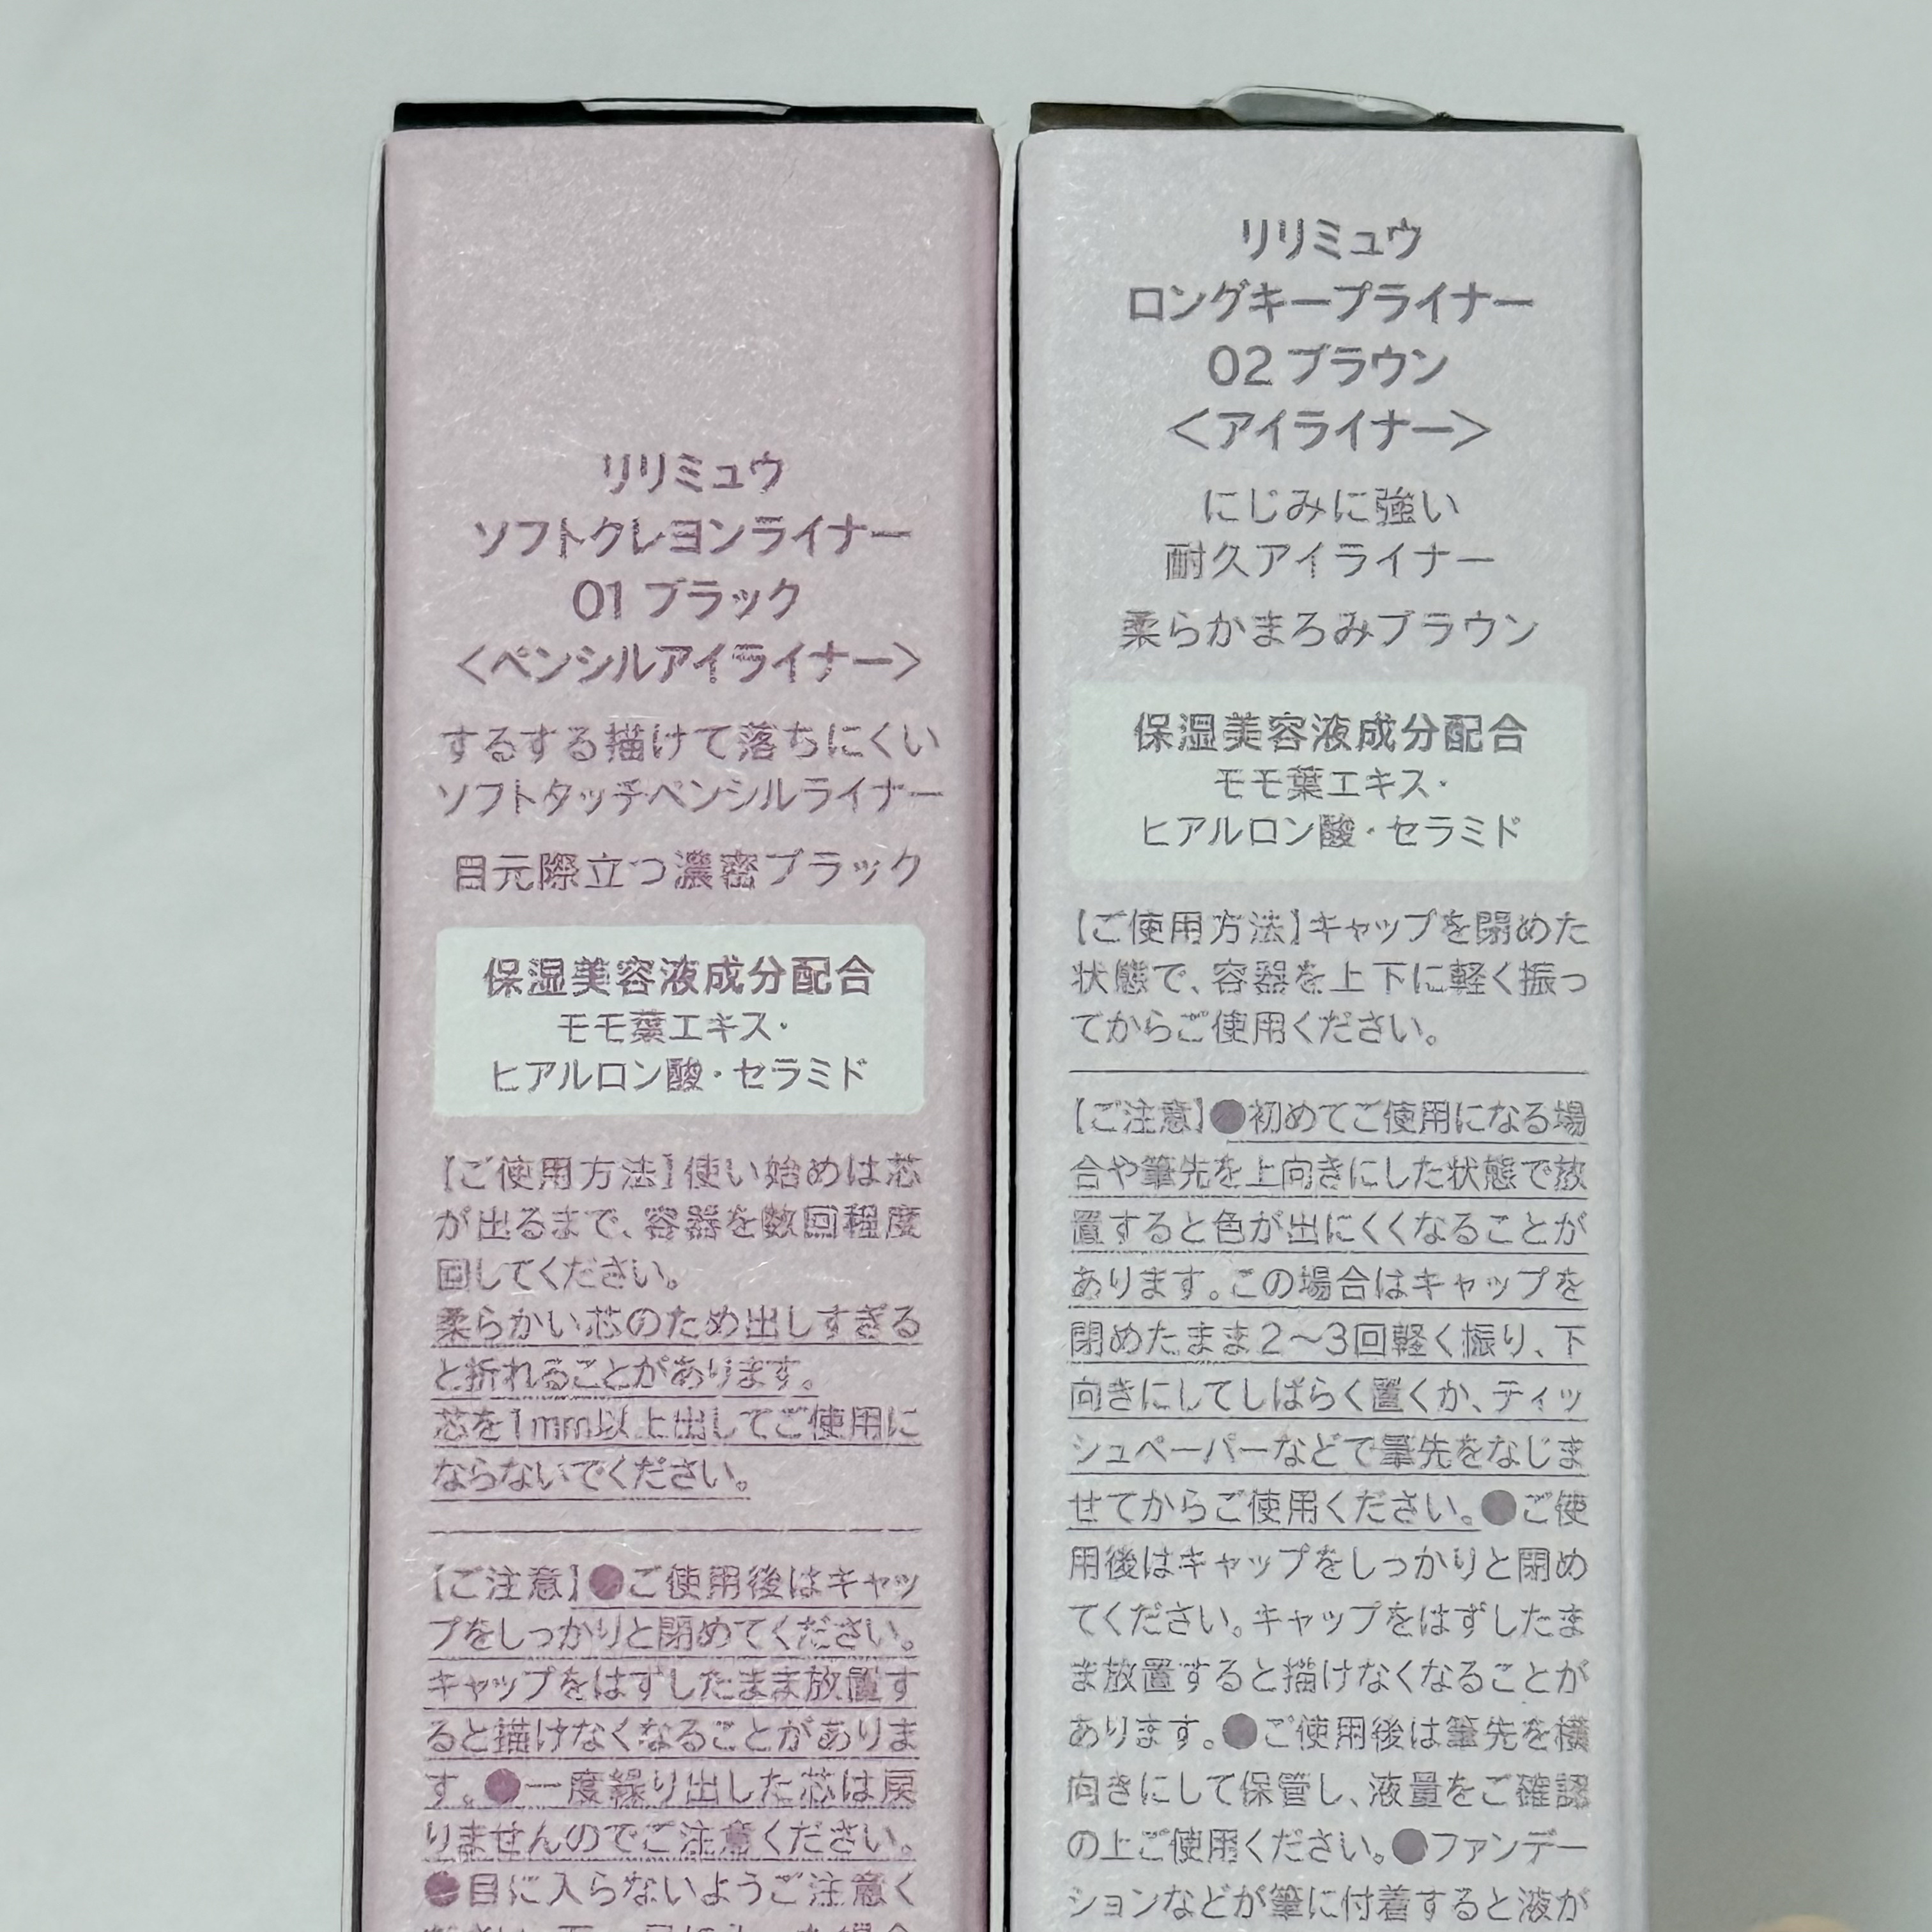 リリミュウ
ソフトクレヨンライナー
01 ブラック
＜ペンシルアイライナー＞
するする描けて落ちにくい
ソフトタッチペンシルライナー
目元際立つ濃密ブラック
保湿美容液成分配合
モモ葉エキス・
ヒアルロン酸・セラミド
【ご使用方法】使い始めは芯
が出るまで、容器を数回程度
回してください。
柔らかい芯のため出しすぎる
と折れることがあります。
芯を1mm以上出してご使用に
ならないでください。
【ご注意】●ご使用後はキャッ
プをしっかりと閉めてください。
キャップをはずしたまま放置す
ると描けなくなることがありま
す。●一度繰り出した芯は戻
りませんのでご注意ください。
●目に入らないようご注意く
リリミュウ
ロングキープライナー
02 ブラウン
＜アイライナー＞
にじみに強い
耐久アイライナー
柔らかまろみブラウン
保湿美容液成分配合
モモ葉エキス・
ヒアルロン酸・セラミド
【ご使用方法】キャップを閉めた
状態で、容器を上下に軽く振っ
てからご使用ください。
【ご注意】●初めてご使用になる場
合や筆先を上向きにした状態で放
置すると色が出にくくなることが
あります。この場合はキャップを
閉めたまま2～3回軽く振り、下
向きにしてしばらく置くか、ティッ
シュペーパーなどで筆先をなじま
せてからご使用ください。●ご使
用後はキャップをしっかりと閉め
てください。キャップをはずしたま
ま放置すると描けなくなることが
あります。●ご使用後は筆先を横
向きにして保管し、液量をご確認
の上ご使用ください。●ファンデー
ションなどが筆に付着すると液が